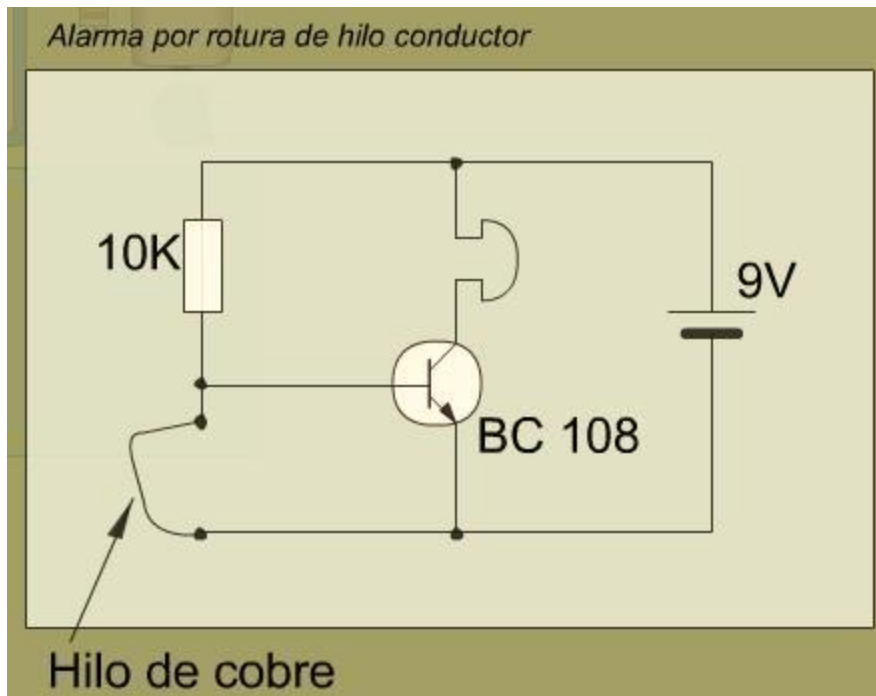 Alarma por rotura de hilo conductor
10K
9V
BC 108
Hilo de cobre